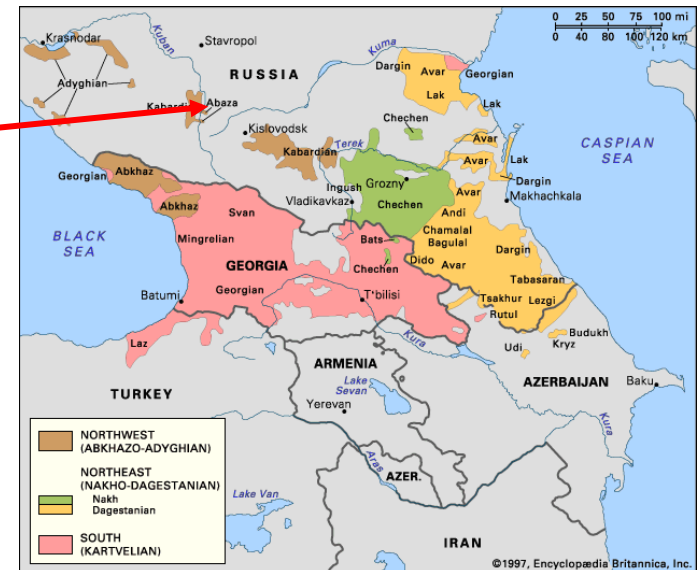 Krasnodar
Kuban
Stavropol
Kuma
0 25 50 75 100 mi
0 40 80 120 km
RUSSIA
Adyghian
Dargin
Avar
Georgian
Lak
Lak
Abaza
Chechen
Kislovodsk
Kabardian
Terek
Avar
Avar
Lak
Dargin
CASPIAN
SEA
Georgian
Abkhaz
Abkhaz
Ingush
Grozny
Vladikavkaz
Chechen
Makhachkala
Avar
Andi
Chamalal
Bagulal
Svan
Mingrelian
BLACK
SEA
GEORGIA
Bats
Chechen
Dido
Avar
Dargin
Tabasaran
Georgian
Batumi
T'bilisi
Tsakhur
Lezgi
Rutul
Laz
Kura
Budukh
Kryz
Udi
ARMENIA
Lake
Sevan
Yerevan
AZERBAIJAN
Baku
TURKEY
Kura
Aras
AZER.
Lake Van
IRAN
NORTHWEST
(ABKHAZO-ADYGHIAN)
NORTHEAST
(NAKHO-DAGESTANIAN)
Nakh
Dagestanian
SOUTH
(KARTVELIAN)
©1997, Encyclopædia Britannica, Inc.